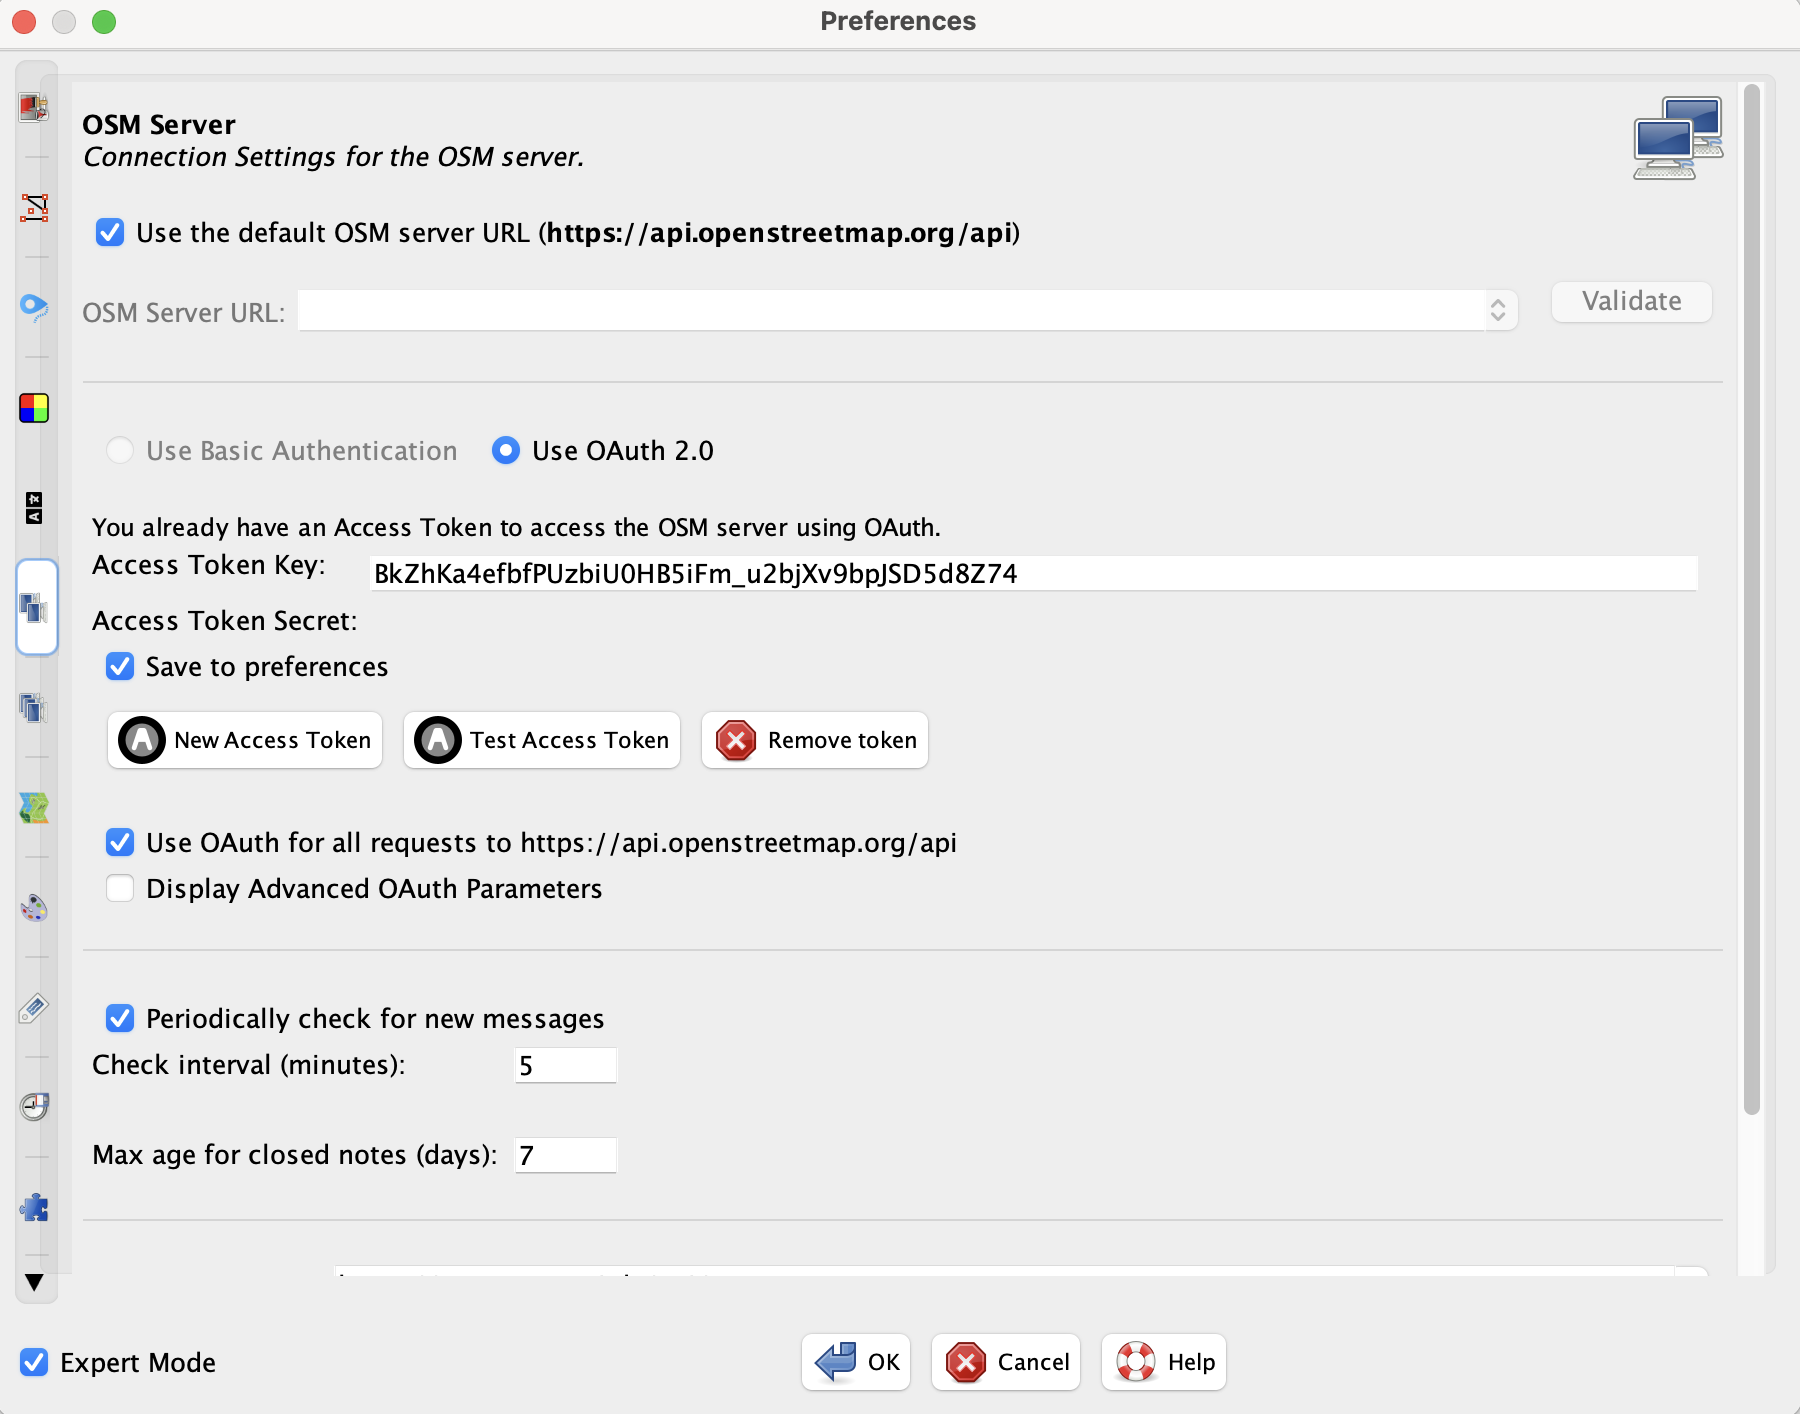 Preferences
OSM Server
Connection Settings for the OSM server.
Use the default OSM server URL (https://api.openstreetmap.org/api)
OSM Server URL:
Validate
Use Basic Authentication
Use OAuth 2.0
You already have an Access Token to access the OSM server using OAuth.
Access Token Key:
BkZhKa4efbfPUzbiU0HB5iFm_u2bjXv9bpJSD5d8Z74
Access Token Secret:
Save to preferences
New Access Token
Test Access Token
Remove token
Use OAuth for all requests to https://api.openstreetmap.org/api
Display Advanced OAuth Parameters
Periodically check for new messages
Check interval (minutes):
5
Max age for closed notes (days):
7
Expert Mode
OK
Cancel
Help